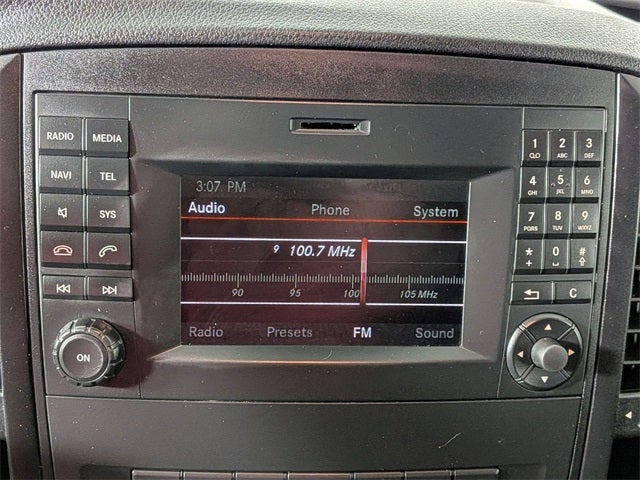 RADIO MEDIA
NAVI TEL
SYS
ON
3:07 PM
Audio Phone System
9 100.7 MHz
90 95 100 105 MHz
Radio Presets FM Sound
1 2 ABC 3 DEF
4 GHI 5 JKL 6 MNO
7 PQRS 8 TUV 9 WXYZ
* 0 #
C